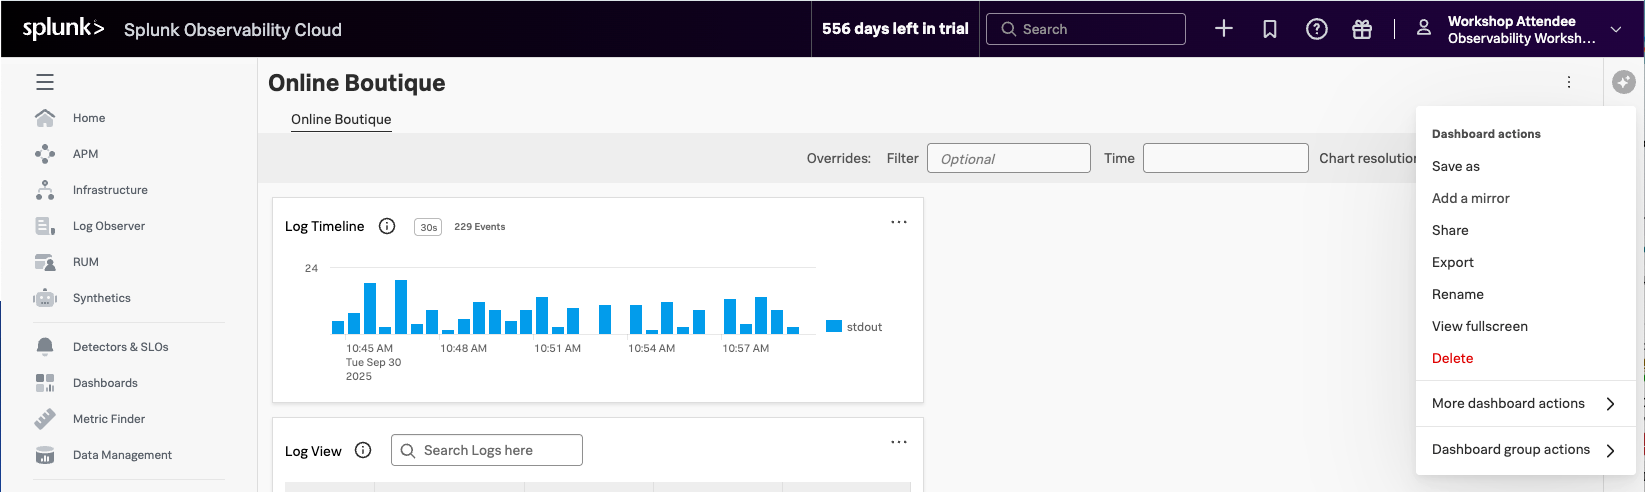 splunk>
Splunk Observability Cloud
556 days left in trial
Search
Workshop Attendee
Observability Worksh...
Home
APM
Infrastructure
Log Observer
RUM
Synthetics
Detectors & SLOs
Dashboards
Metric Finder
Data Management
Online Boutique
Online Boutique
Overrides: Filter Optional Time Chart resolution
Log Timeline 30s 229 Events
24
10:45 AM 10:48 AM 10:51 AM 10:54 AM 10:57 AM
Tue Sep 30
2025
stdout
Log View Search Logs here
Dashboard actions
Save as
Add a mirror
Share
Export
Rename
View fullscreen
Delete
More dashboard actions
Dashboard group actions